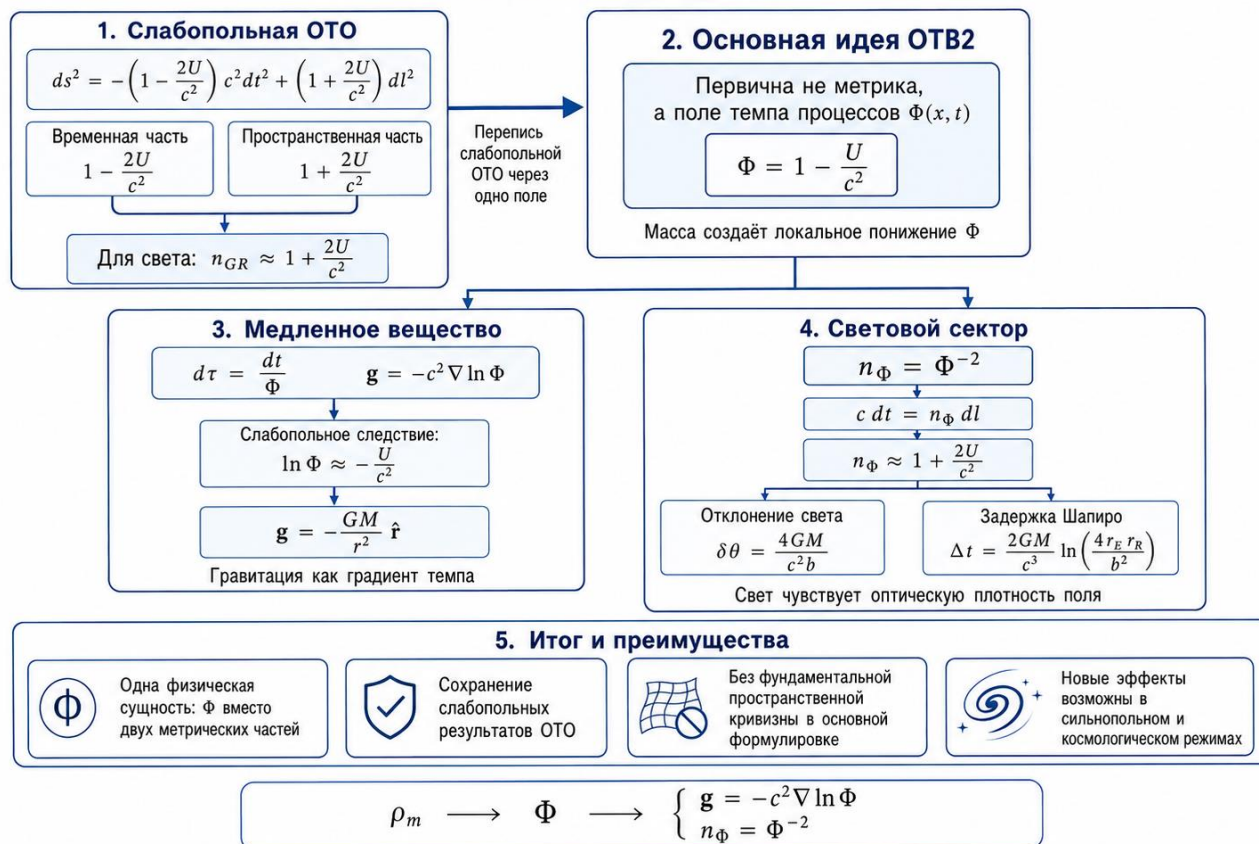 1. Слабопольная ОТО
ds² = −(1 − 2U/c²) c²dt² + (1 + 2U/c²) dl²
Временная часть
1 − 2U/c²
Пространственная часть
1 + 2U/c²
Для света: n_GR ≈ 1 + 2U/c²
Перепись
слабопольной
ОТО через
одно поле
2. Основная идея ОТВ2
Первична не метрика,
а поле темпа процессов Φ(x, t)
Φ = 1 − U/c²
Масса создаёт локальное понижение Φ
3. Медленное вещество
dτ = dt/Φ    g = −c² ∇ ln Φ
Слабопольное следствие:
ln Φ ≈ −U/c²
g = −GM/r² r̂
Гравитация как градиент темпа
4. Световой сектор
n_Φ = Φ⁻²
c dt = n_Φ dl
n_Φ ≈ 1 + 2U/c²
Отклонение света
δθ = 4GM/c²b
Задержка Шапиро
Δt = 2GM/c³ ln(4 r_E r_R/b²)
Свет чувствует оптическую плотность поля
5. Итог и преимущества
Φ
Одна физическая
сущность: Φ вместо
двух метрических частей
Сохранение
слабопольных
результатов ОТО
Без фундаментальной
пространственной
кривизны в основной
формулировке
Новые эффекты
возможны в
сильнопольном и
космологическом режимах
ρ_m ⟶ Φ ⟶ { g = −c² ∇ ln Φ
n_Φ = Φ⁻²